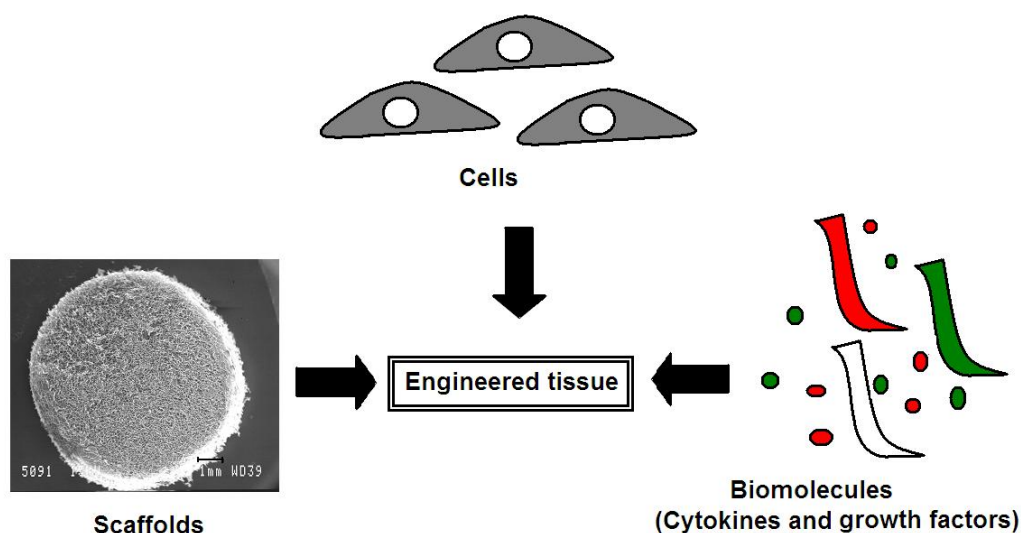 Cells
Engineered tissue
5091 1mm WD39
Scaffolds
Biomolecules
(Cytokines and growth factors)